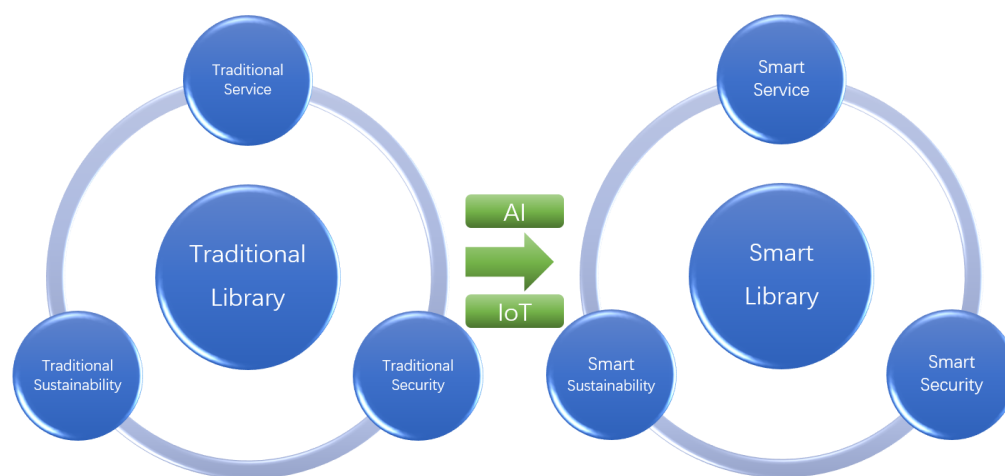 Traditional
Service
Traditional
Library
Traditional
Sustainability
Traditional
Security
AI
IoT
Smart
Service
Smart
Library
Smart
Sustainability
Smart
Security